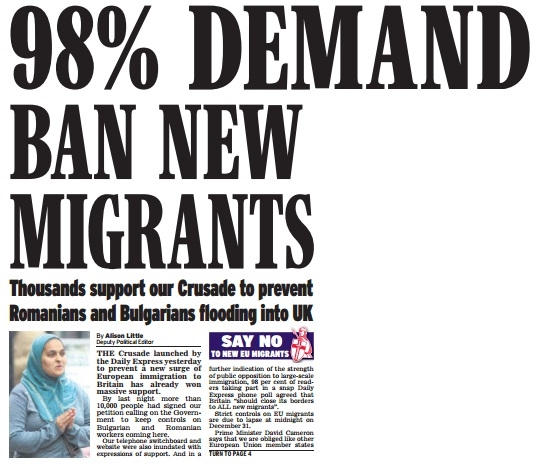 98% DEMAND
BAN NEW
MIGRANTS
Thousands support our Crusade to prevent
Romanians and Bulgarians flooding into UK
By Alison Little
Deputy Political Editor
THE Crusade launched by
the Daily Express yesterday
to prevent a new surge of
European immigration to
Britain has already won
massive support.
By last night more than
10,000 people had signed our
petition calling on the Govern-
ment to keep controls on
Bulgarian and Romanian
workers coming here.
Our telephone switchboard and
website were also inundated with
expressions of support. And in a
SAY NO
TO NEW EU MIGRANTS
further indication of the strength
of public opposition to large-scale
immigration, 98 per cent of read-
ers taking part in a snap Daily
Express phone poll agreed that
Britain “should close its borders
to ALL new migrants”.
Strict controls on EU migrants
are due to lapse at midnight on
December 31.
Prime Minister David Cameron
says that we are obliged like other
European Union member states
TURN TO PAGE 4